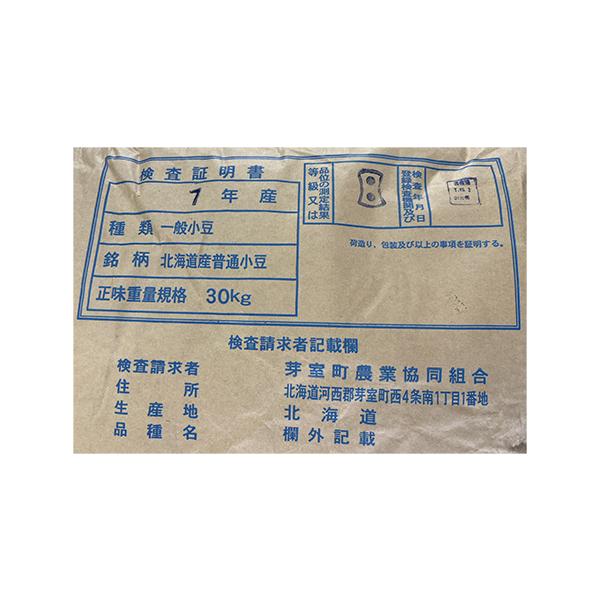 検査証明書
7年産
種類 一般小豆
銘柄 北海道産普通小豆
正味重量規格 30kg
品位の測定結果
等級又は
検査年月日
登録検査機関及び
荷造り、包装及び以上の事項を証明する。
検査請求者記載欄
検査請求者 芽室町農業協同組合
住所 北海道河西郡芽室町西4条南1丁目1番地
生産地 北海道
品種名 欄外記載